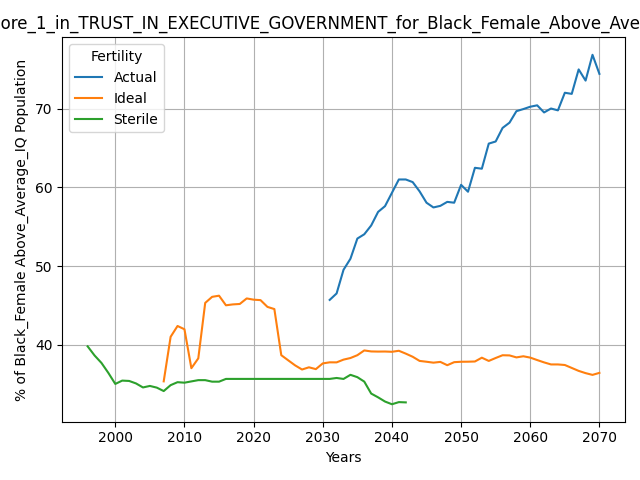 ore_1_in_TRUST_IN_EXECUTIVE_GOVERNMENT_for_Black_Female_Above_Ave
Fertility
Actual
Ideal
Sterile
% of Black_Female Above_Average_IQ Population
70
60
50
40
2000 2010 2020 2030 2040 2050 2060 2070
Years